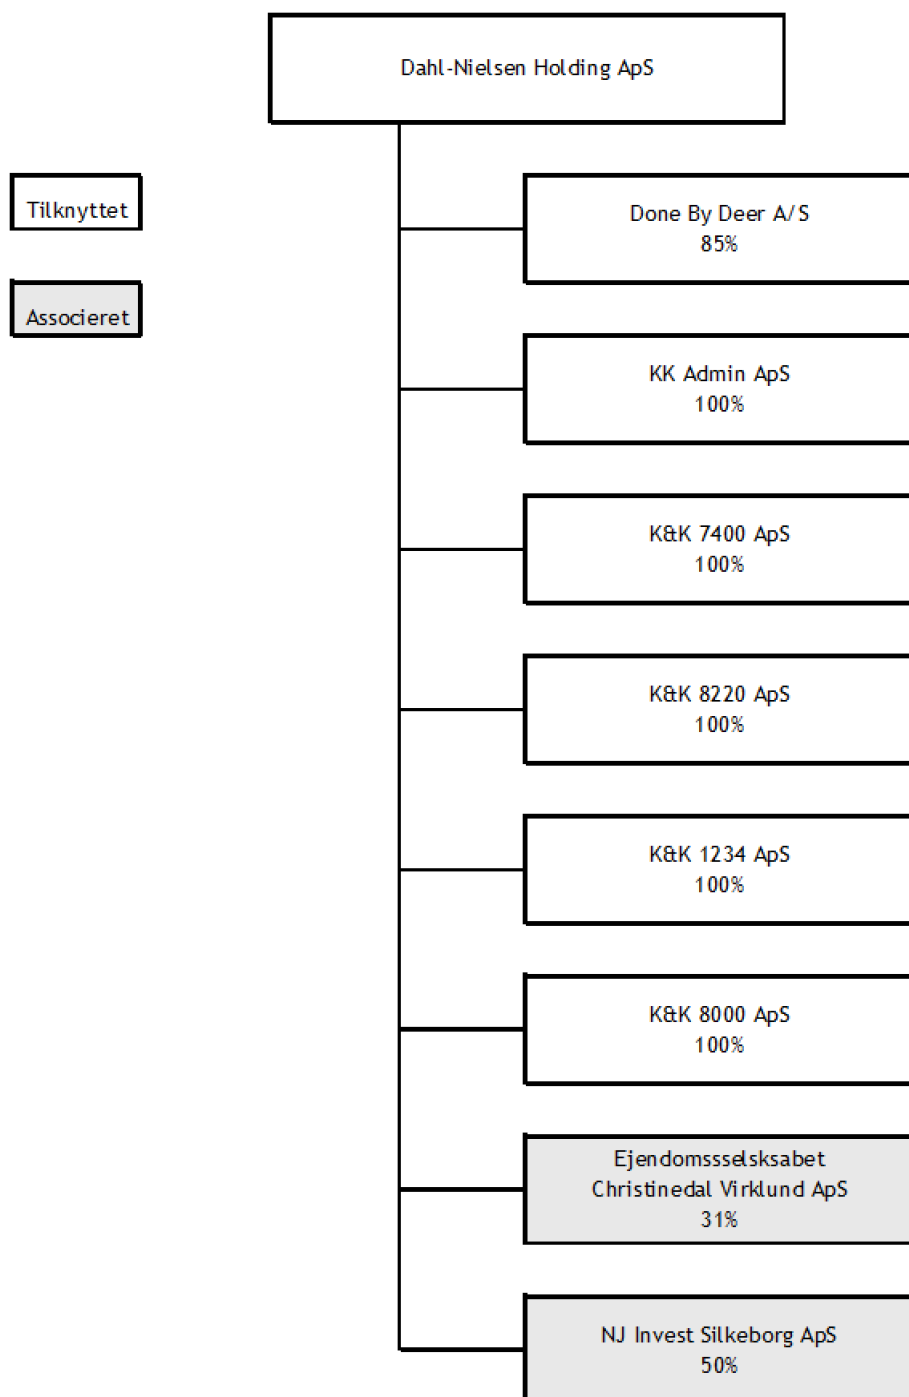 Dahl-Nielsen Holding ApS
Tilknyttet
Associeret
Done By Deer A/S
85%
KK Admin ApS
100%
K&K 7400 ApS
100%
K&K 8220 ApS
100%
K&K 1234 ApS
100%
K&K 8000 ApS
100%
Ejendomssselsksabet
Christinedal Virklund ApS
31%
NJ Invest Silkeborg ApS
50%